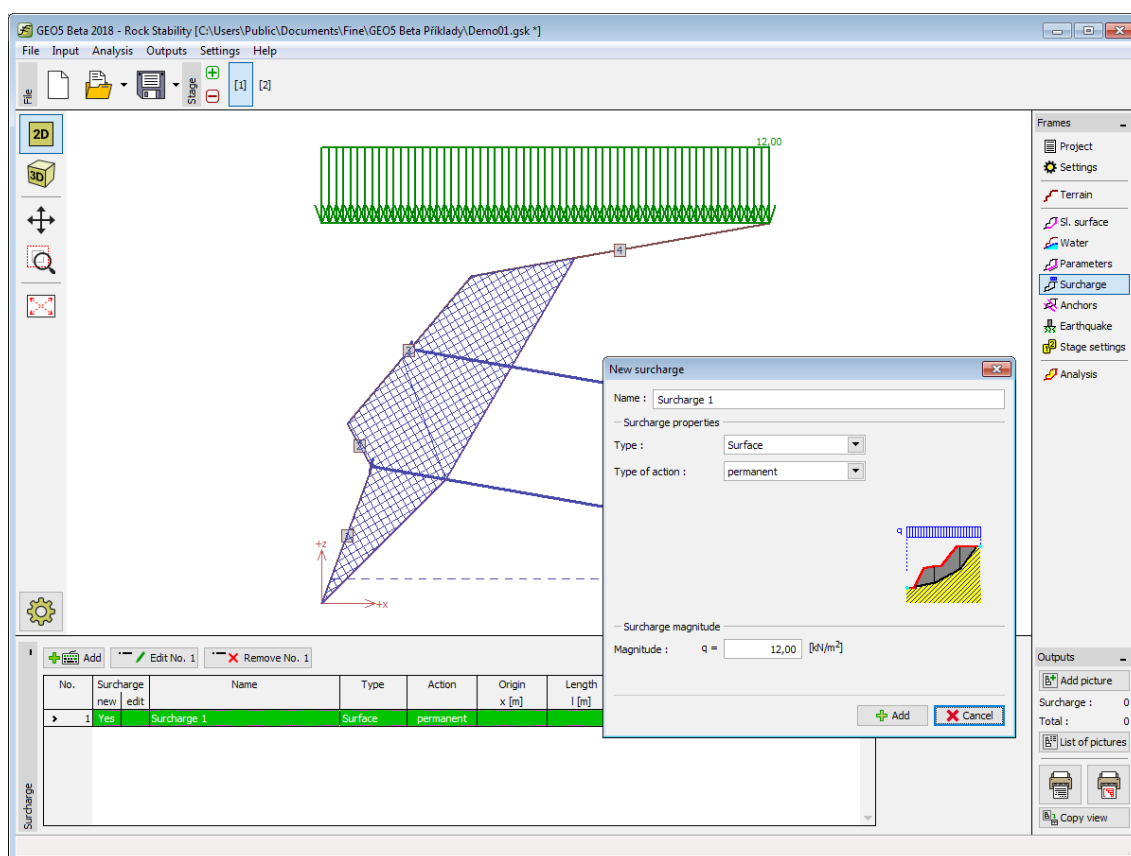 GEO5 Beta 2018 - Rock Stability [C:\Users\Public\Documents\Fine\GEO5 Beta Příklady\Demo01.gsk *]
File Input Analysis Outputs Settings Help
File
Stage
[1] [2]
2D
3D
12,00
4
3
2
1
+z
+x
Frames
Project
Settings
Terrain
Sl. surface
Water
Parameters
Surcharge
Anchors
Earthquake
Stage settings
Analysis
New surcharge
Name : Surcharge 1
Surcharge properties
Type : Surface
Type of action : permanent
q
Surcharge magnitude
Magnitude : q = 12,00 [kN/m²]
Add Cancel
Surcharge
Add Edit No. 1 Remove No. 1
No. Surcharge Name Type Action Origin Length
new edit x [m] l [m]
1 Yes Surcharge 1 Surface permanent
Outputs
Add picture
Surcharge : 0
Total : 0
List of pictures
Copy view